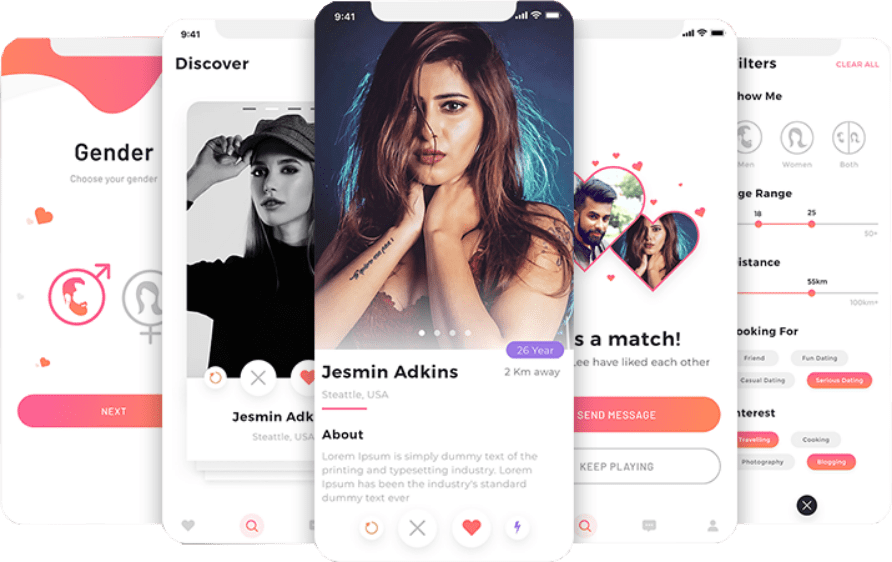 Gender
Choose your gender
NEXT
9:41
Discover
Jesmin Adk
Steattle, USA
9:41
26 Year
Jesmin Adkins
2 Km away
Steattle, USA
About
Lorem Ipsum is simply dummy text of the
printing and typesetting industry. Lorem
Ipsum has been the industry's standard
dummy text ever
s a match!
Lee have liked each other
SEND MESSAGE
KEEP PLAYING
ilters
CLEAR ALL
how Me
Men
Women
Both
ge Range
18
25
50+
istance
55km
100km+
ooking For
Friend
Fun Dating
Casual Dating
Serious Dating
nterest
Travelling
Cooking
Photography
Blogging